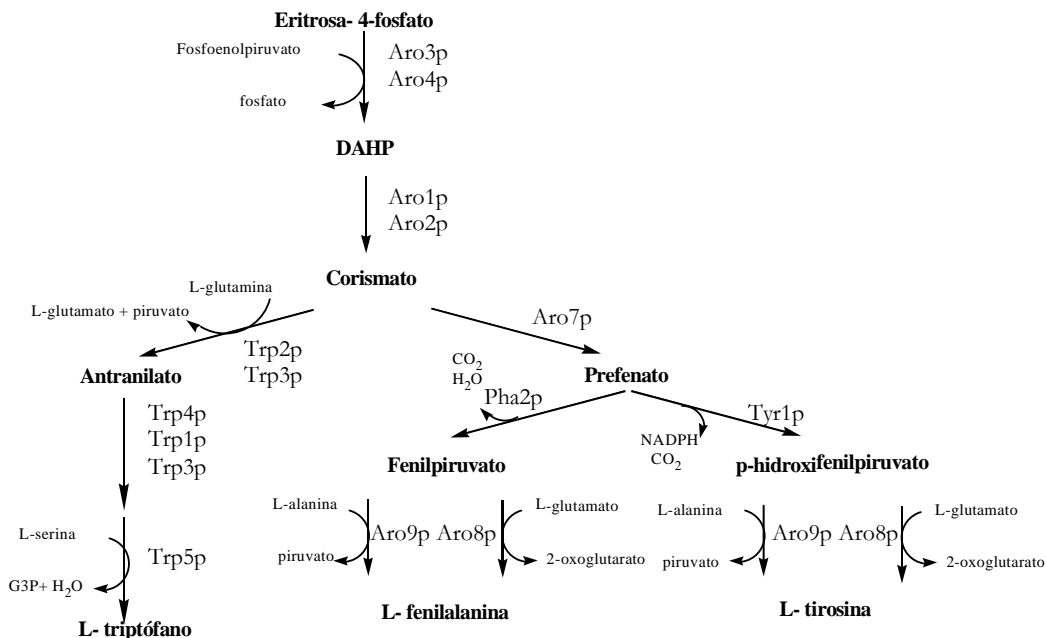 Eritrosa- 4-fosfato
Fosfoenolpiruvato
Aro3p
Aro4p
fosfato
DAHP
Aro1p
Aro2p
Corismato
L-glutamina
L-glutamato + piruvato
Trp2p
Trp3p
Aro7p
Antranilato
Prefenato
CO2
H2O
Pha2p
Tyr1p
NADPH
CO2
Trp4p
Trp1p
Trp3p
Fenilpiruvato
p-hidroxifenilpiruvato
L-serina
Trp5p
G3P+ H2O
L-alanina
Aro9p
piruvato
Aro8p
L-glutamato
2-oxoglutarato
L-alanina
Aro9p
piruvato
Aro8p
L-glutamato
2-oxoglutarato
L- triptófano
L- fenilalanina
L- tirosina